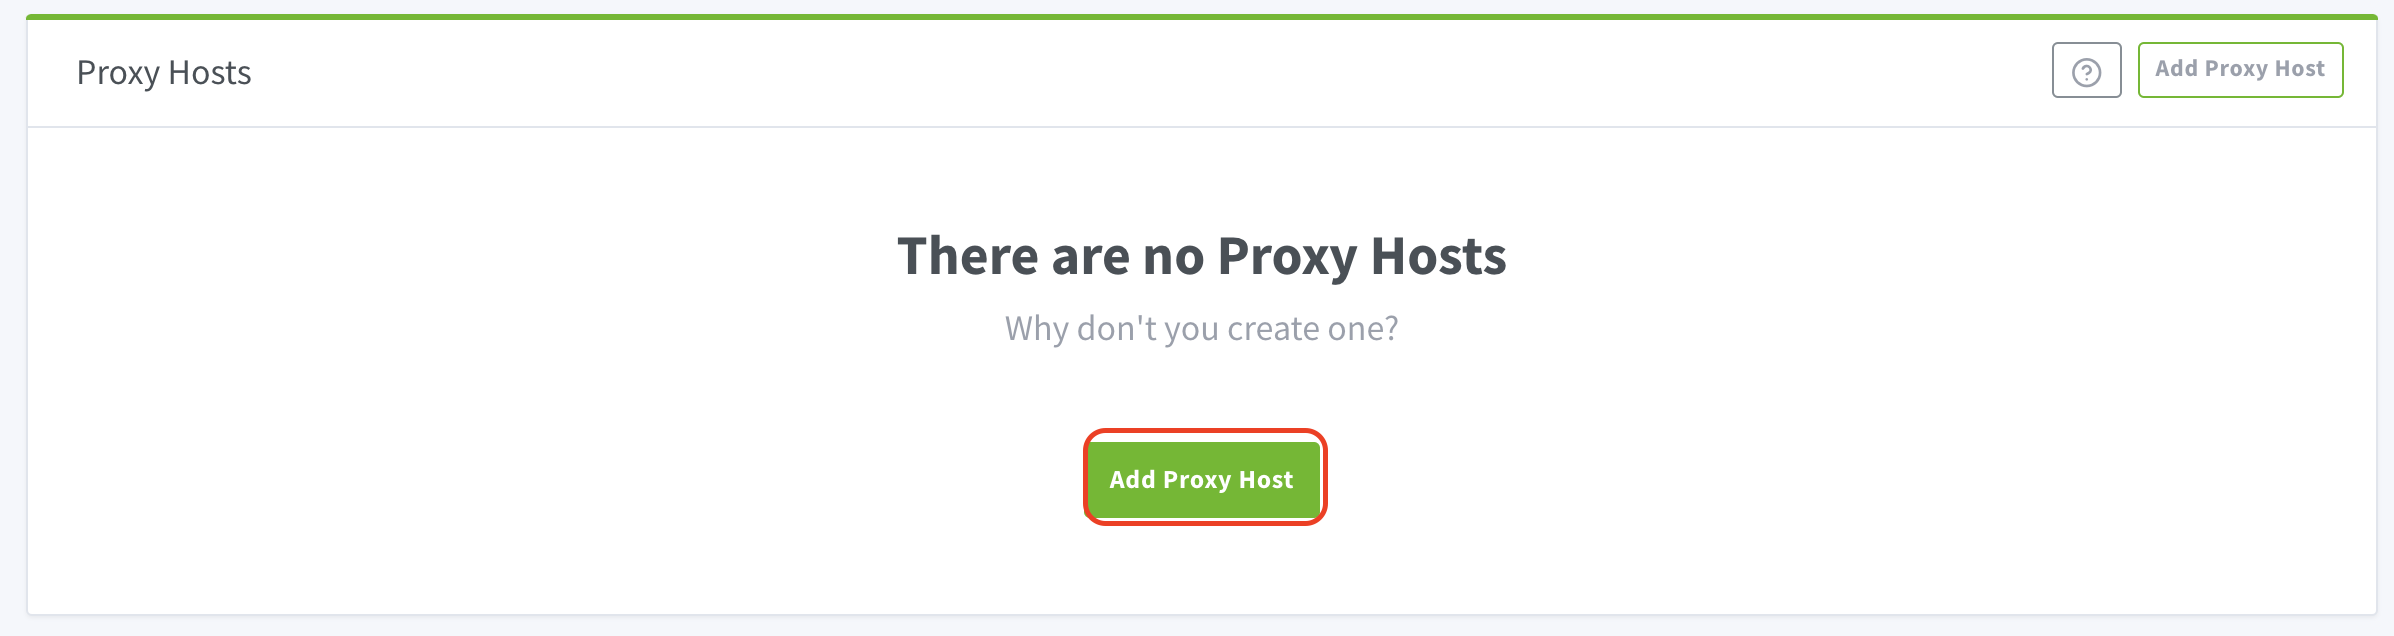 Proxy Hosts
Add Proxy Host
There are no Proxy Hosts
Why don't you create one?
Add Proxy Host